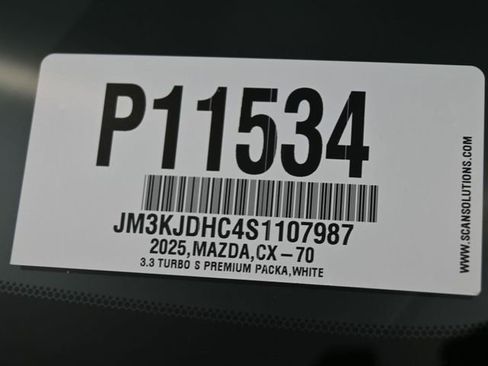 P11534
JM3KJDHC4S1107987
2025,MAZDA,CX-70
3.3 TURBO S PREMIUM PACKA,WHITE
WWW.SCANSOLUTIONS.COM